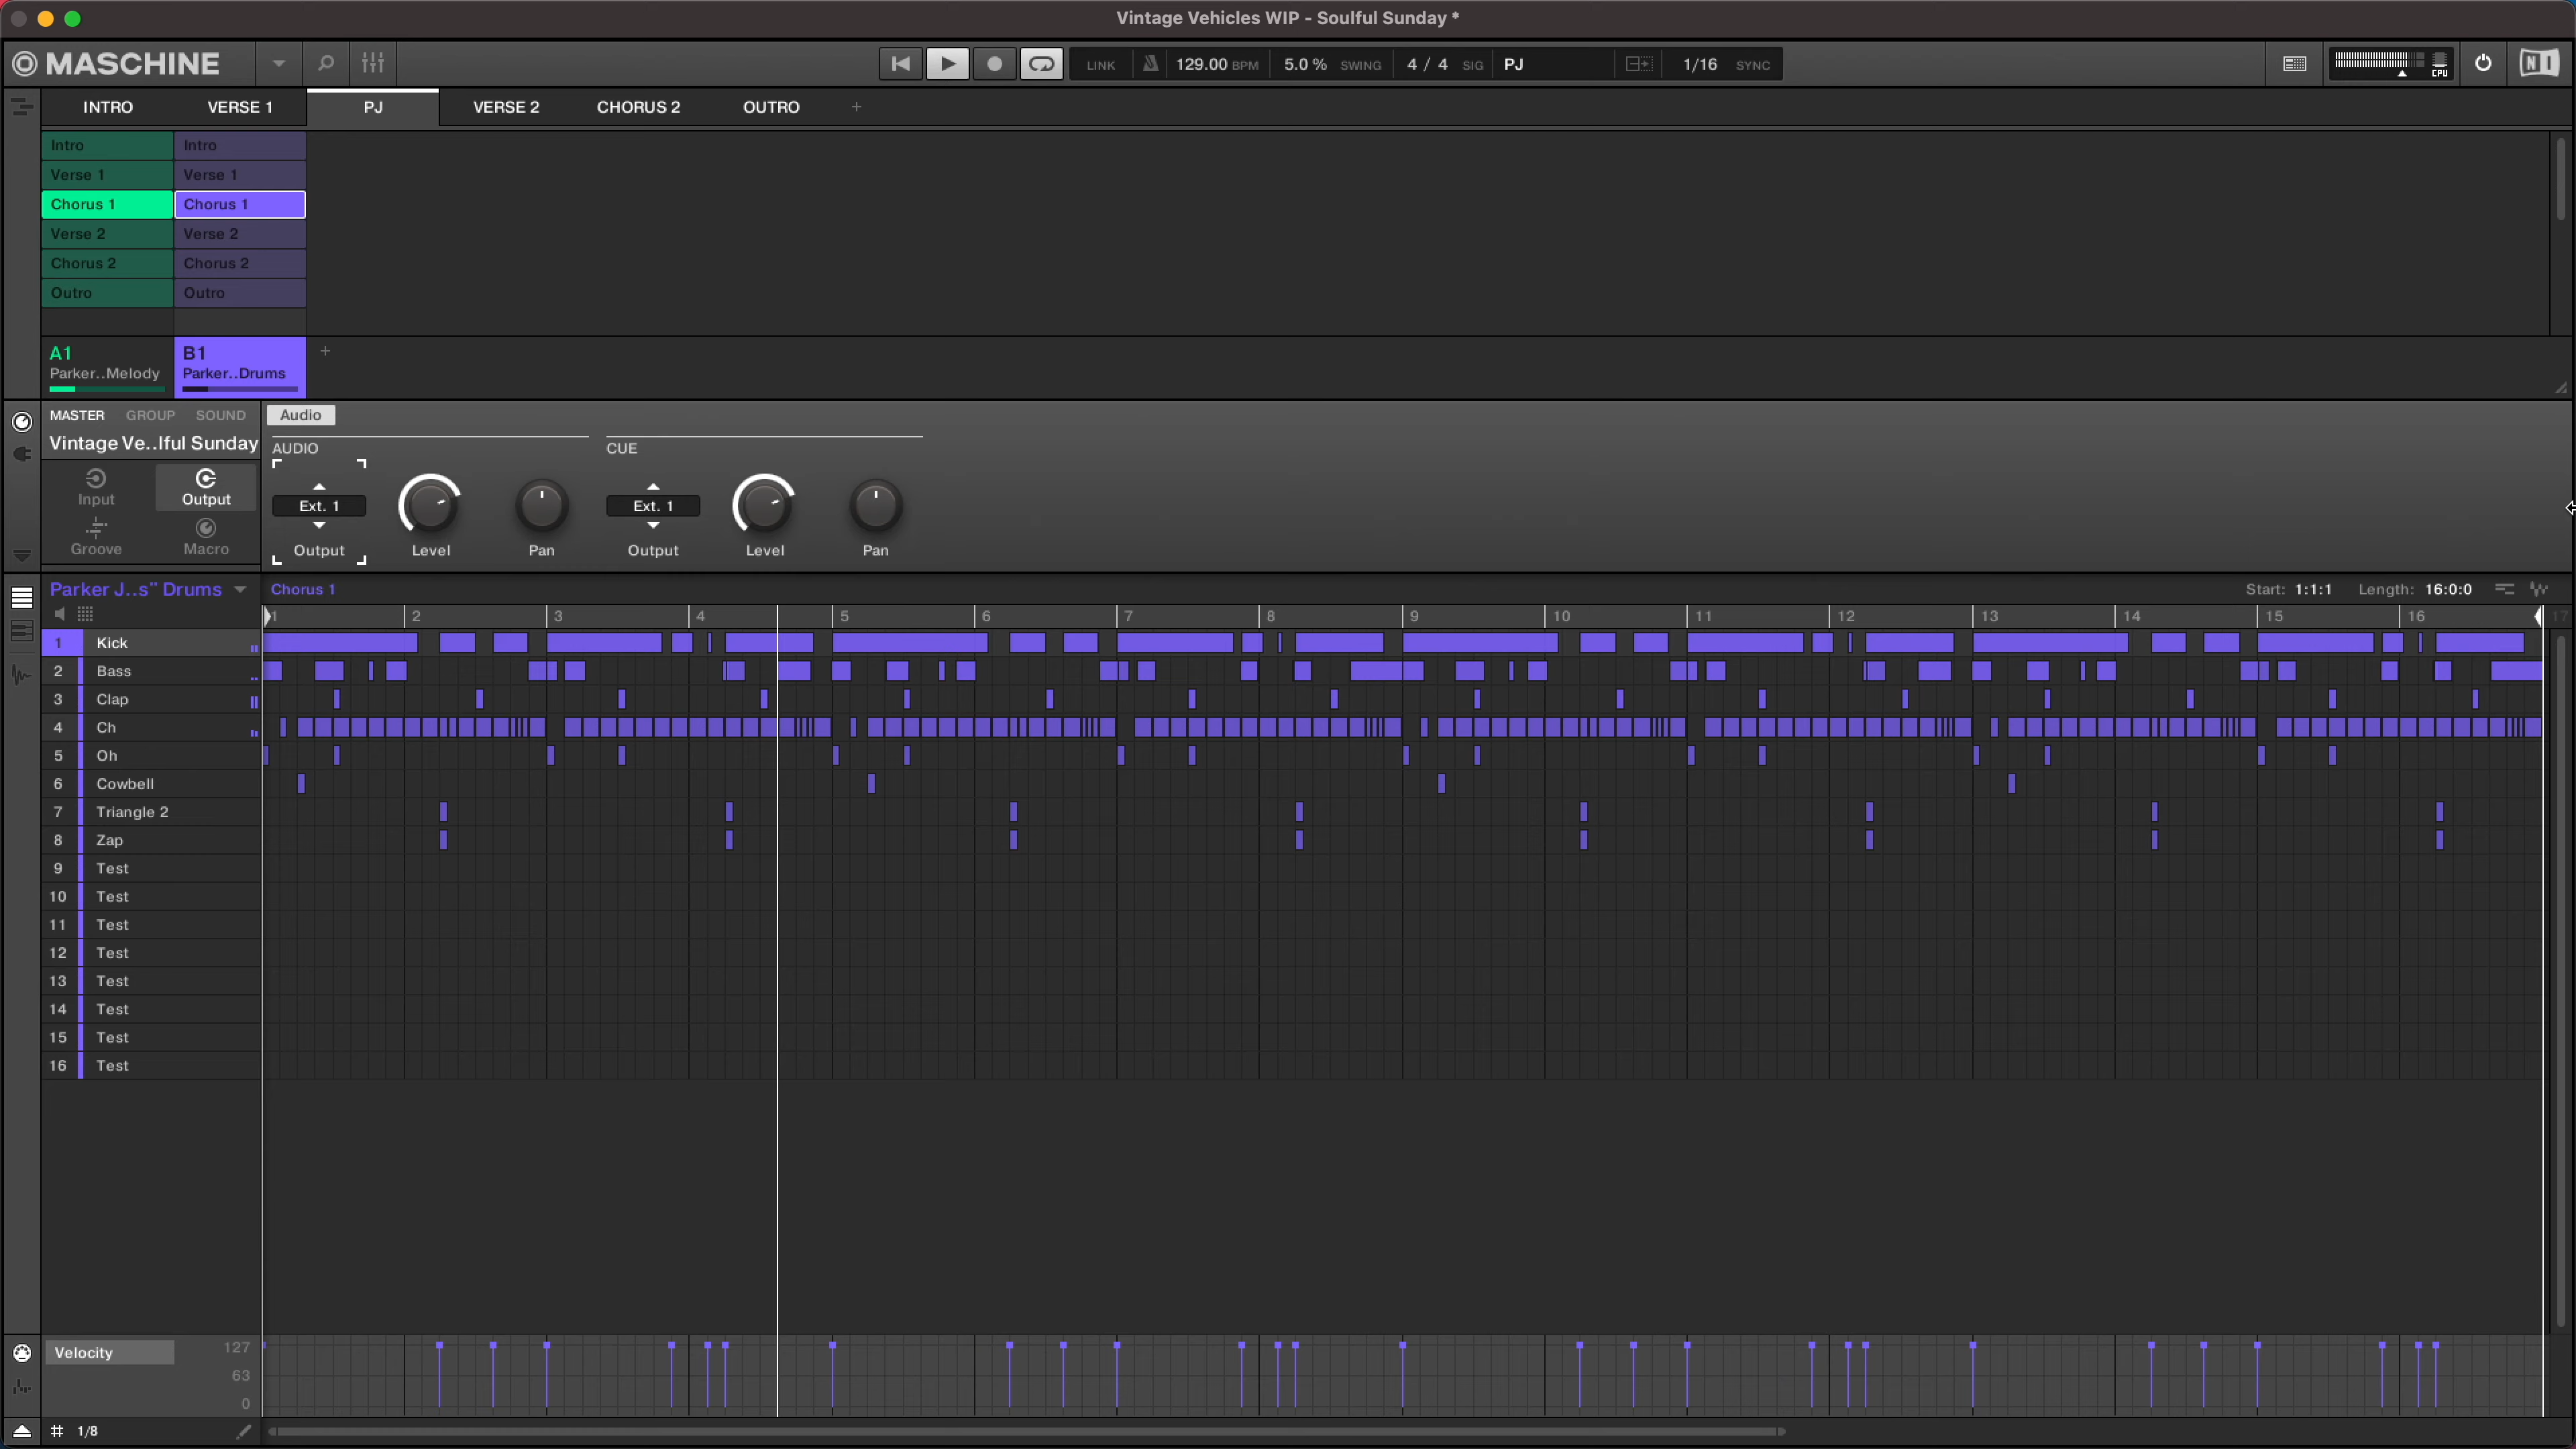 Vintage Vehicles WIP - Soulful Sunday *
MASCHINE
LINK 129.00 BPM 5.0 % SWING 4 / 4 SIG PJ 1/16 SYNC
CPU
NI
INTRO VERSE 1 PJ VERSE 2 CHORUS 2 OUTRO +
Intro Intro
Verse 1 Verse 1
Chorus 1 Chorus 1
Verse 2 Verse 2
Chorus 2 Chorus 2
Outro Outro
A1 B1 +
Parker..Melody Parker..Drums
MASTER GROUP SOUND Audio
Vintage Ve..lful Sunday AUDIO CUE
Input Output Ext. 1 Ext. 1
Groove Macro Output Level Pan Output Level Pan
Parker J..s" Drums Chorus 1 Start: 1:1:1 Length: 16:0:0
1 2 3 4 5 6 7 8 9 10 11 12 13 14 15 16 17
1 Kick
2 Bass
3 Clap
4 Ch
5 Oh
6 Cowbell
7 Triangle 2
8 Zap
9 Test
10 Test
11 Test
12 Test
13 Test
14 Test
15 Test
16 Test
Velocity 127
63
0
1/8